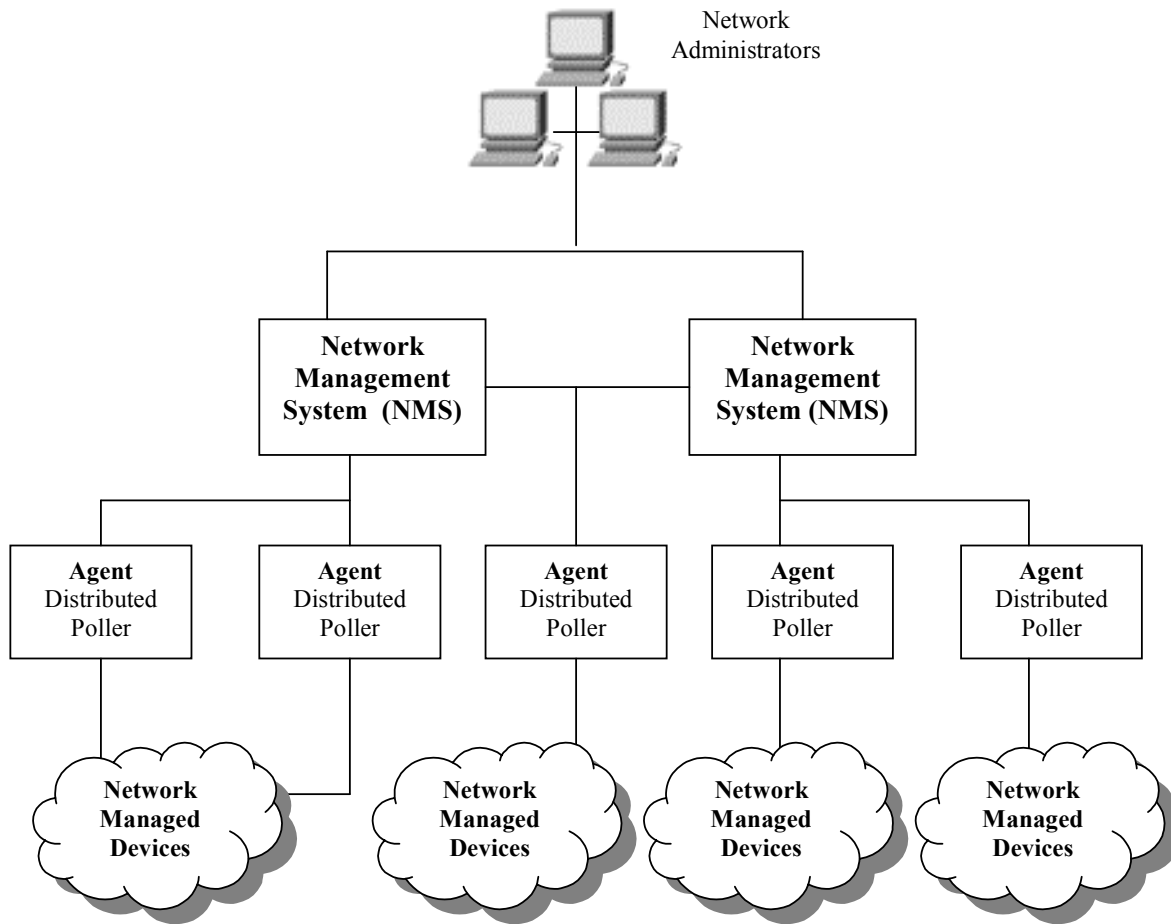 Network
Administrators
Network
Management
System (NMS)
Network
Management
System (NMS)
Agent
Distributed
Poller
Agent
Distributed
Poller
Agent
Distributed
Poller
Agent
Distributed
Poller
Agent
Distributed
Poller
Network
Managed
Devices
Network
Managed
Devices
Network
Managed
Devices
Network
Managed
Devices